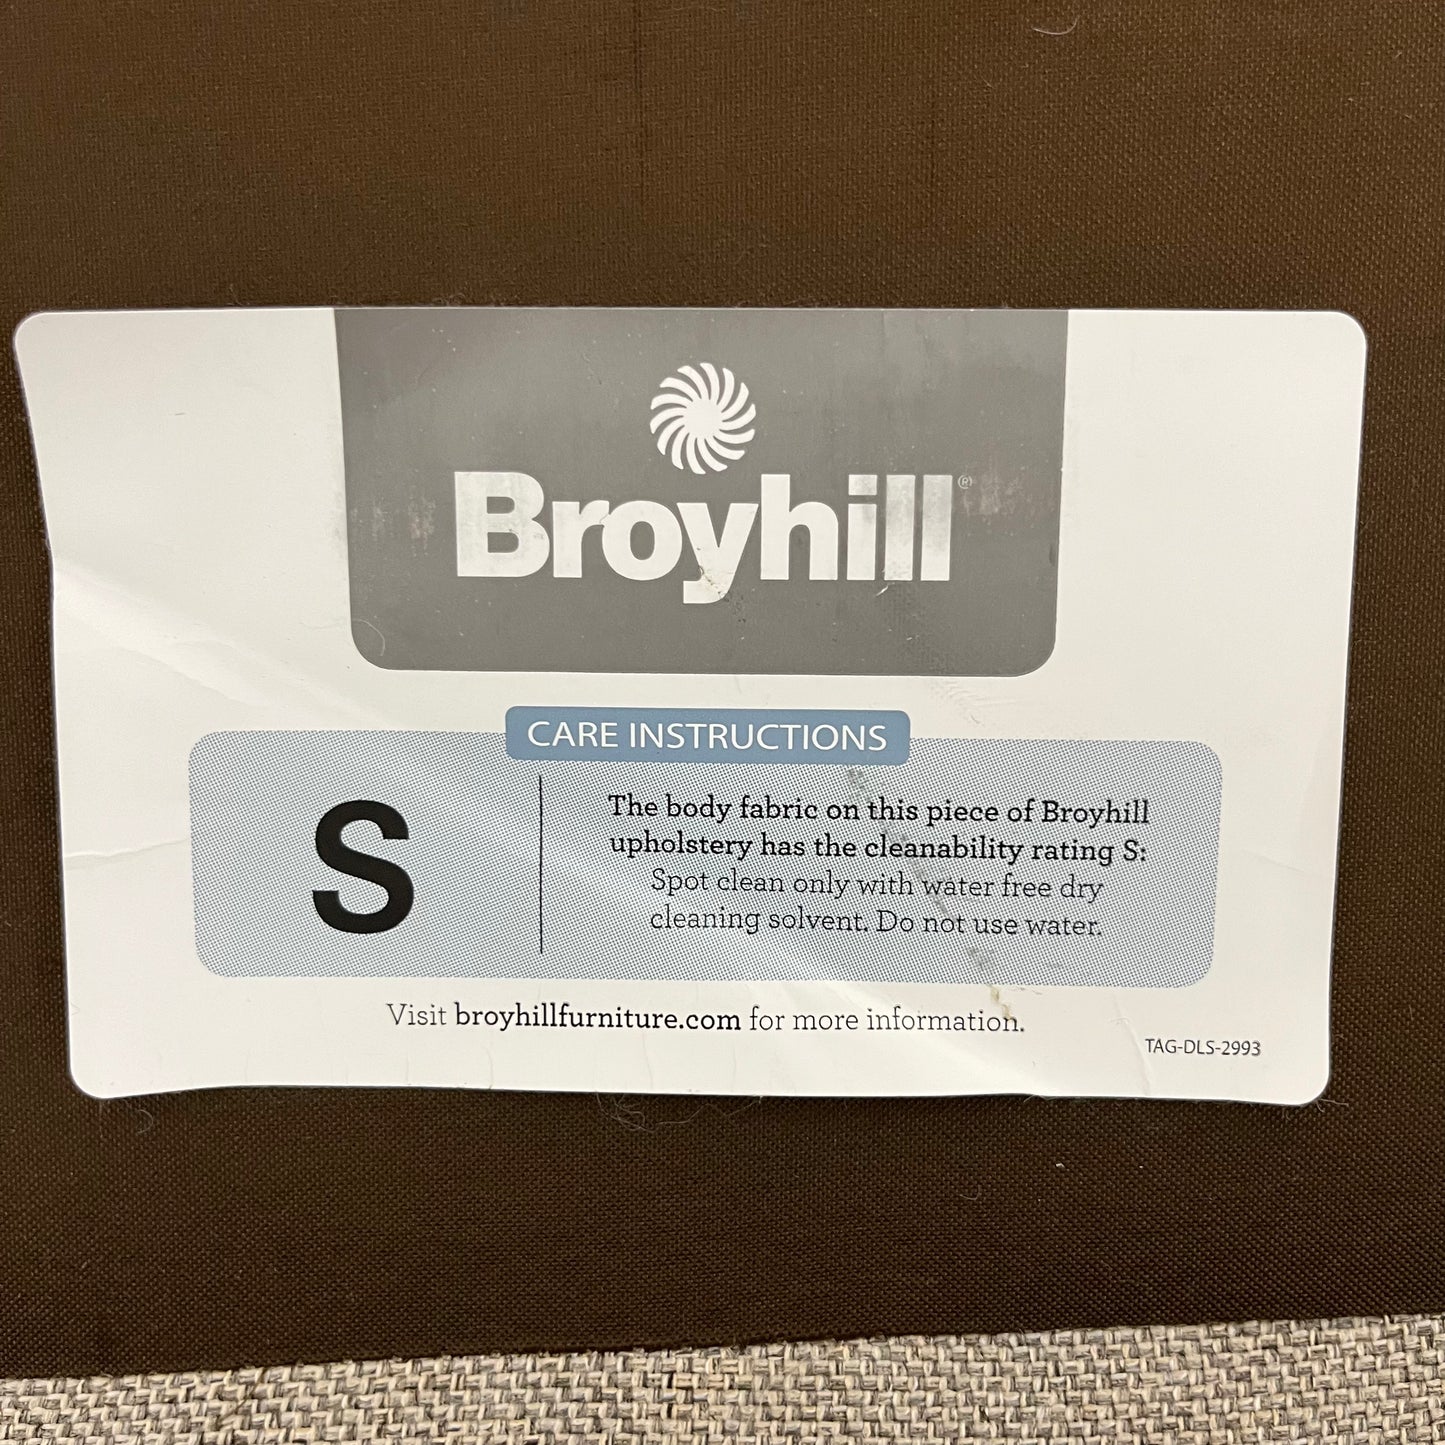 Broyhill®
CARE INSTRUCTIONS
S
The body fabric on this piece of Broyhill
upholstery has the cleanability rating S:
Spot clean only with water free dry
cleaning solvent. Do not use water.
Visit broyhillfurniture.com for more information.
TAG-DLS-2993